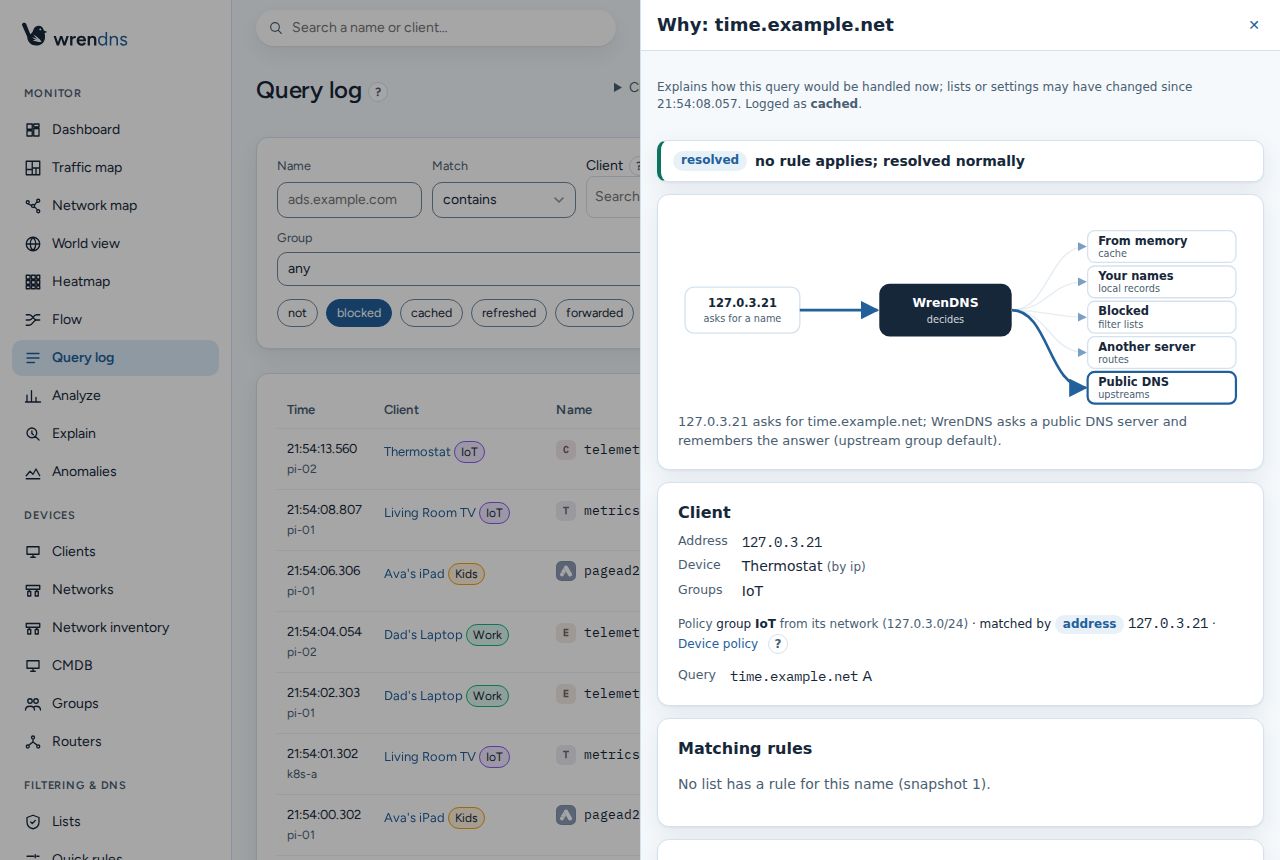 wrendns
Search a name or client...
MONITOR
Dashboard
Traffic map
Network map
World view
Heatmap
Flow
Query log
Analyze
Explain
Anomalies
DEVICES
Clients
Networks
Network inventory
CMDB
Groups
Routers
FILTERING & DNS
Lists
Quick rules
Query log ?
Name
Match
Client
ads.example.com
contains
Search
Group
any
not
blocked
cached
refreshed
forwarded
Time Client Name
21:54:13.560 Thermostat IoT C telemet
pi-02
21:54:08.807 Living Room TV IoT T metrics
pi-01
21:54:06.306 Ava's iPad Kids pagead2
pi-01
21:54:04.054 Dad's Laptop Work E telemet
pi-02
21:54:02.303 Dad's Laptop Work E telemet
pi-01
21:54:01.302 Living Room TV IoT T metrics
k8s-a
21:54:00.302 Ava's iPad Kids pagead2
pi-01
Why: time.example.net ×
Explains how this query would be handled now; lists or settings may have changed since
21:54:08.057. Logged as cached.
resolved no rule applies; resolved normally
127.0.3.21
asks for a name
WrenDNS
decides
From memory
cache
Your names
local records
Blocked
filter lists
Another server
routes
Public DNS
upstreams
127.0.3.21 asks for time.example.net; WrenDNS asks a public DNS server and
remembers the answer (upstream group default).
Client
Address 127.0.3.21
Device Thermostat (by ip)
Groups IoT
Policy group IoT from its network (127.0.3.0/24) · matched by address 127.0.3.21 ·
Device policy ?
Query time.example.net A
Matching rules
No list has a rule for this name (snapshot 1).